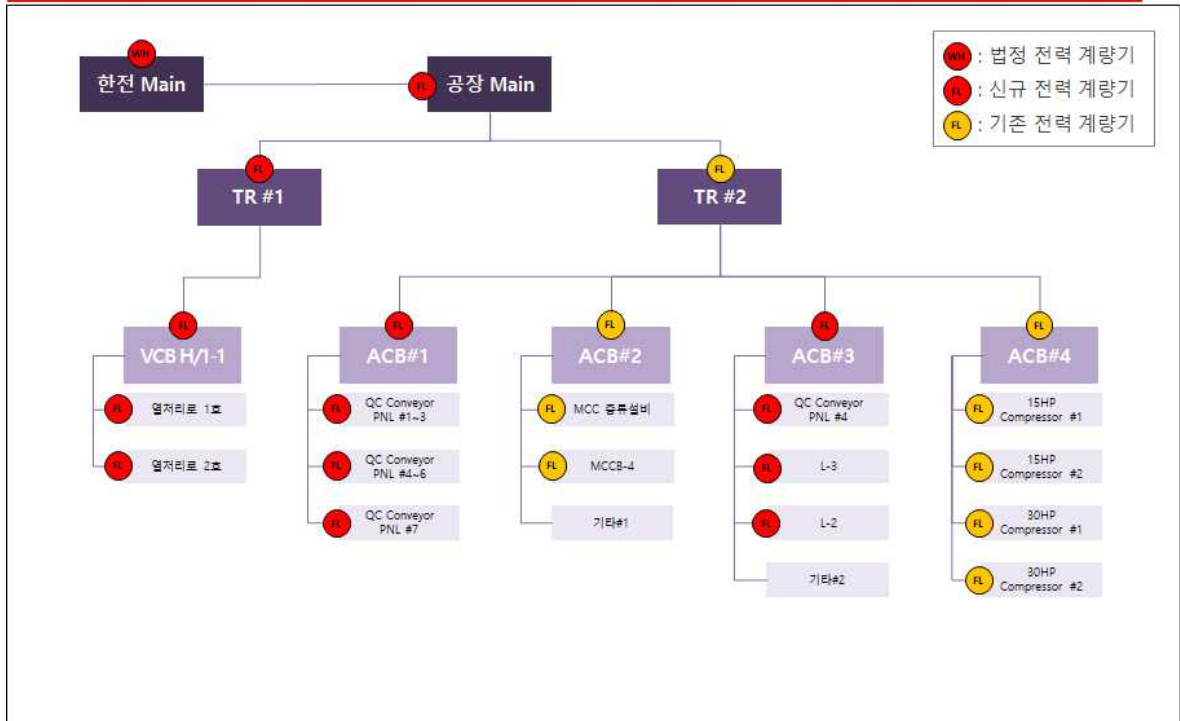 WH
한전 Main
FL
공장 Main
WH : 법정 전력 계량기
FL : 신규 전력 계량기
FL : 기존 전력 계량기
FL
TR #1
FL
TR #2
FL
VCB H/1-1
FL
ACB#1
FL
ACB#2
FL
ACB#3
FL
ACB#4
FL
열처리로 1호
FL
열처리로 2호
FL
QC Conveyor
PNL #1~3
FL
QC Conveyor
PNL #4~6
FL
QC Conveyor
PNL #7
FL
MCC 증류설비
FL
MCCB-4
기타#1
FL
QC Conveyor
PNL #4
FL
L-3
FL
L-2
기타#2
FL
15HP
Compressor #1
FL
15HP
Compressor #2
FL
30HP
Compressor #1
FL
30HP
Compressor #2